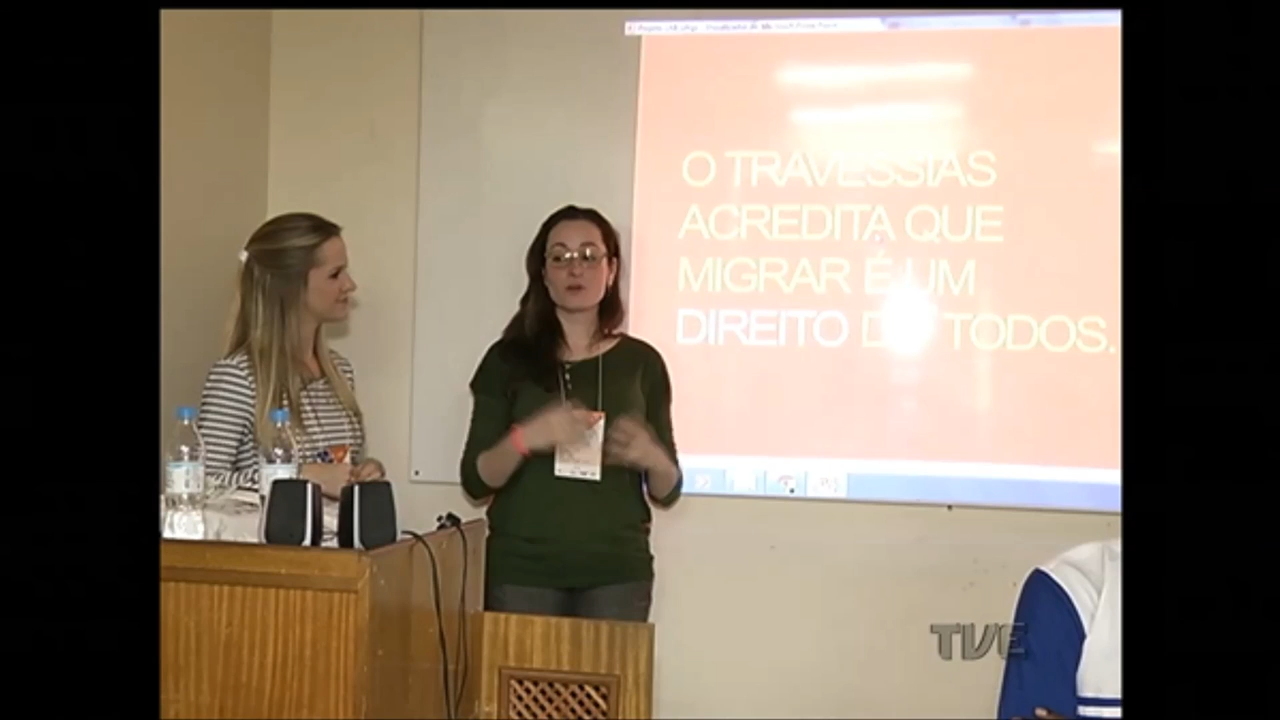 O TRAVESSIAS
ACREDITA QUE
MIGRAR É UM
DIREITO DE TODOS.
TVE